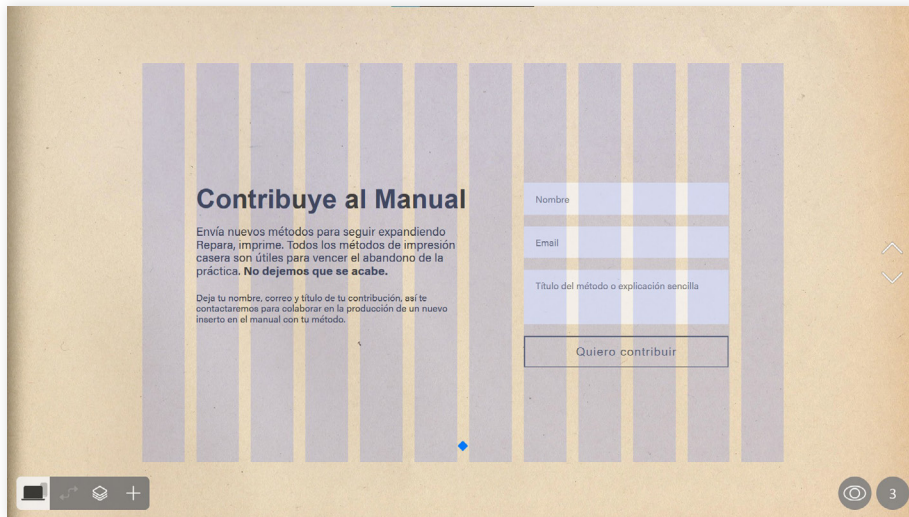 Contribuye al Manual
Envía nuevos métodos para seguir expandiendo
Repara, imprime. Todos los métodos de impresión
casera son útiles para vencer el abandono de la
práctica. No dejemos que se acabe.
Deja tu nombre, correo y título de tu contribución, así te
contactaremos para colaborar en la producción de un nuevo
inserto en el manual con tu método.
Nombre
Email
Título del método o explicación sencilla
Quiero contribuir
3